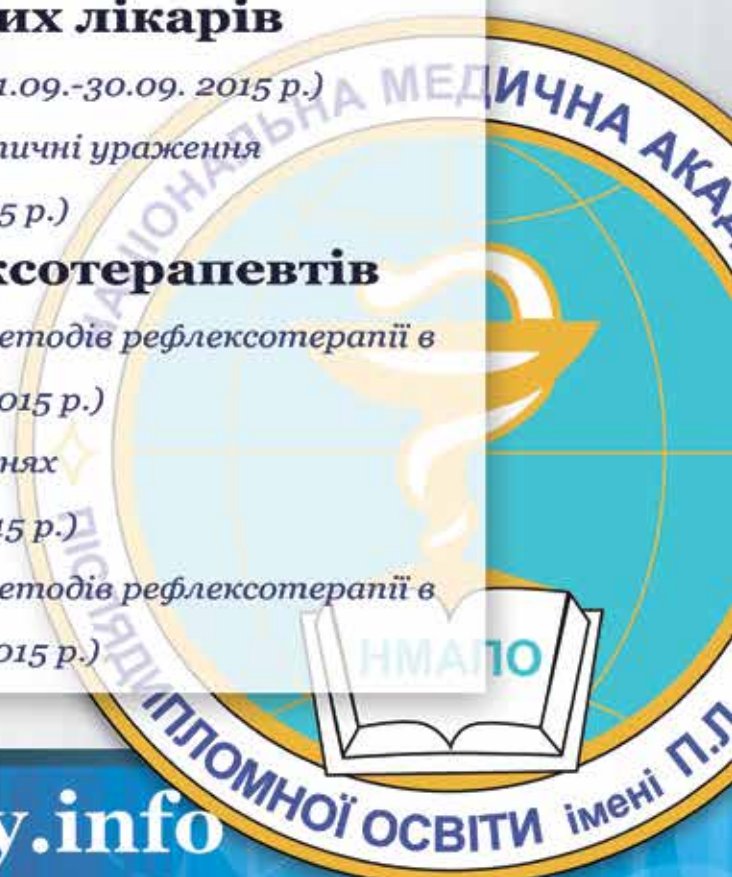 их лікарів
1.09.-30.09. 2015 р.)
тичні ураження
5 р.)
ксотерапевтів
етодів рефлексотерапії в
015 р.)
нях
15 р.)
етодів рефлексотерапії в
015 р.)
y.info
НАЦІОНАЛЬНА МЕДИЧНА АКАД
ПІСЛЯДИПЛОМНОЇ ОСВІТИ імені П.Л
НМАПО